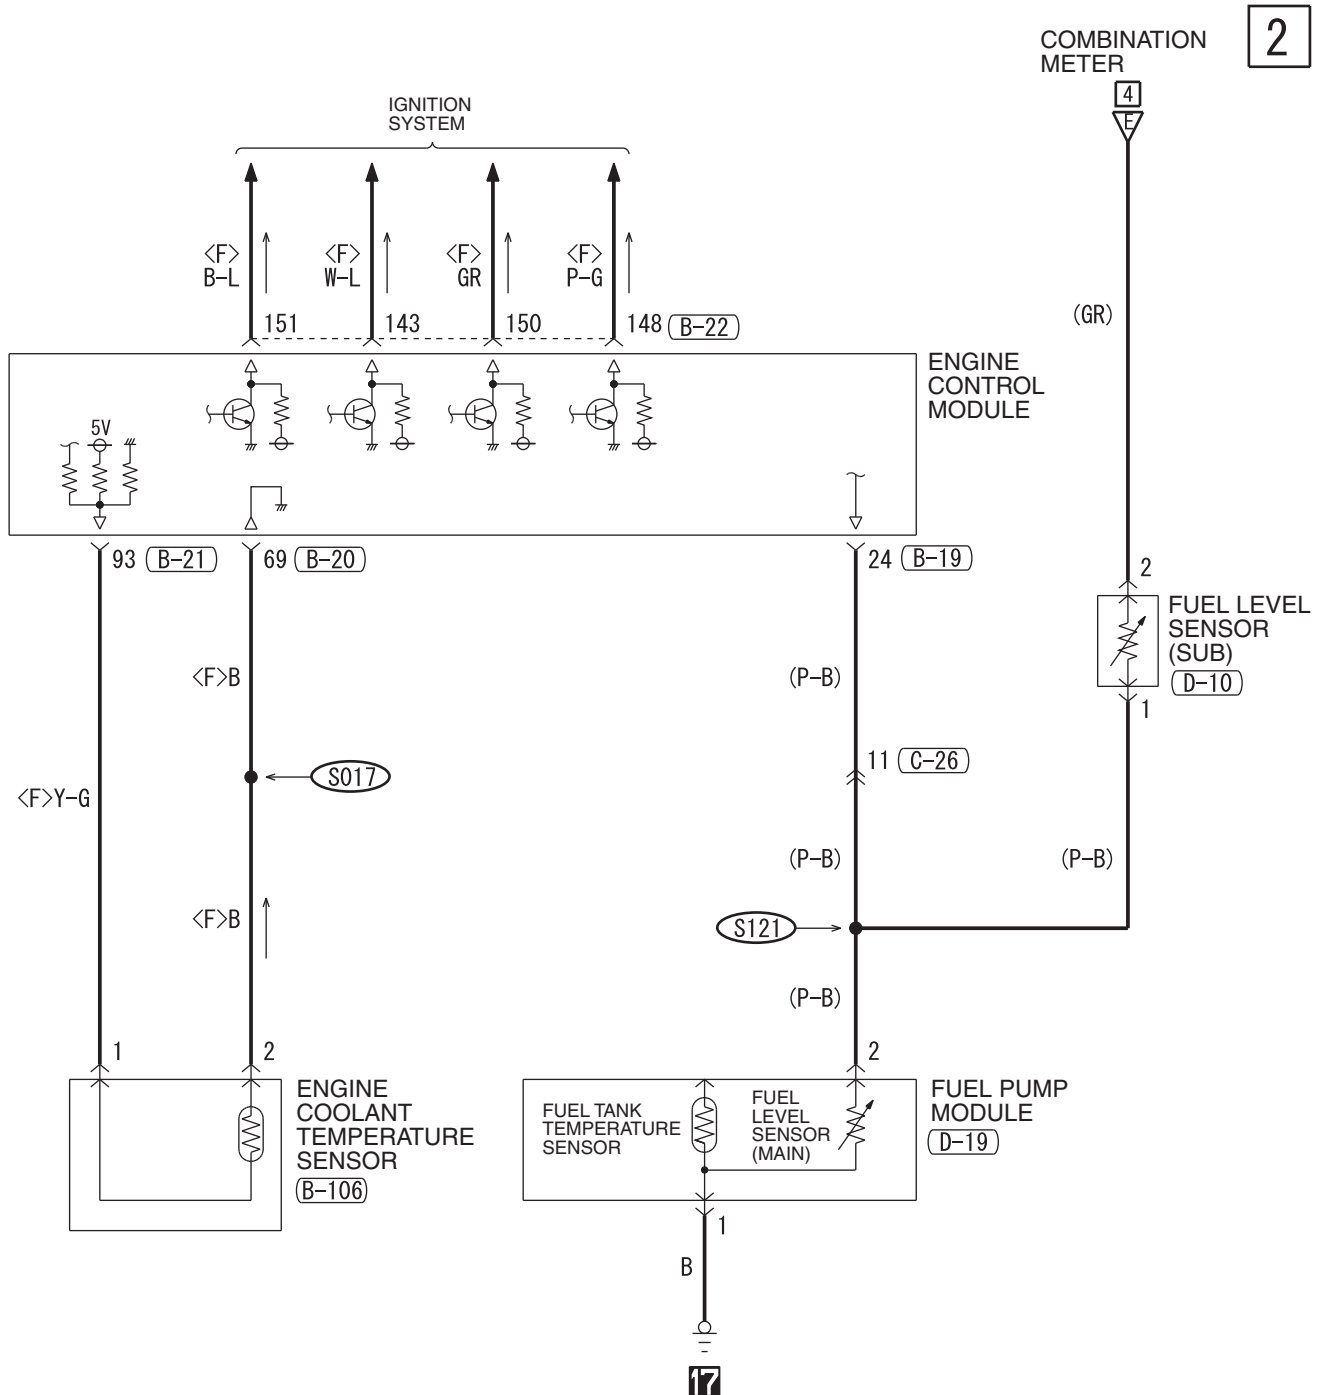 2
COMBINATION
METER
4
E
IGNITION
SYSTEM
<F>
B-L
<F>
W-L
<F>
GR
<F>
P-G
(GR)
151
143
150
148
B-22
ENGINE
CONTROL
MODULE
5V
93
B-21
69
B-20
24
B-19
2
FUEL LEVEL
SENSOR
(SUB)
D-10
1
<F>B
(P-B)
11
C-26
S017
<F>Y-G
(P-B)
(P-B)
<F>B
S121
(P-B)
1
2
2
ENGINE
COOLANT
TEMPERATURE
SENSOR
B-106
FUEL TANK
TEMPERATURE
SENSOR
FUEL
LEVEL
SENSOR
(MAIN)
FUEL PUMP
MODULE
D-19
1
B
17